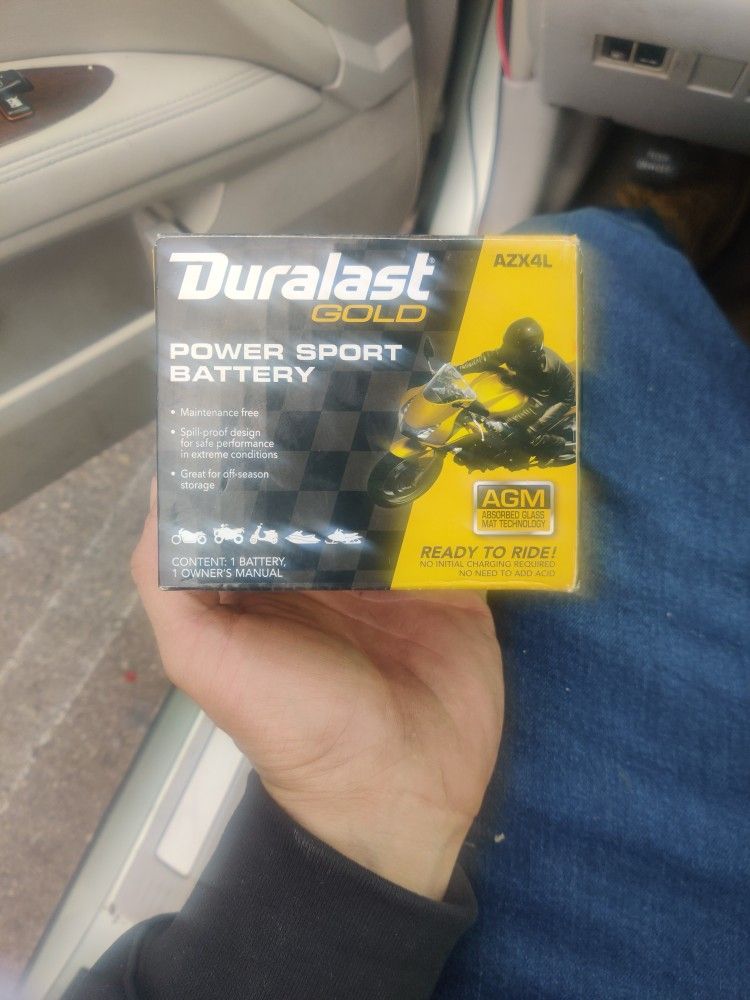 Duralast
GOLD
AZX4L
POWER SPORT
BATTERY
• Maintenance free
• Spill-proof design
for safe performance
in extreme conditions
• Great for off-season
storage
AGM
ABSORBED GLASS
MAT TECHNOLOGY
CONTENT: 1 BATTERY,
1 OWNER'S MANUAL
READY TO RIDE!
NO INITIAL CHARGING REQUIRED
NO NEED TO ADD ACID